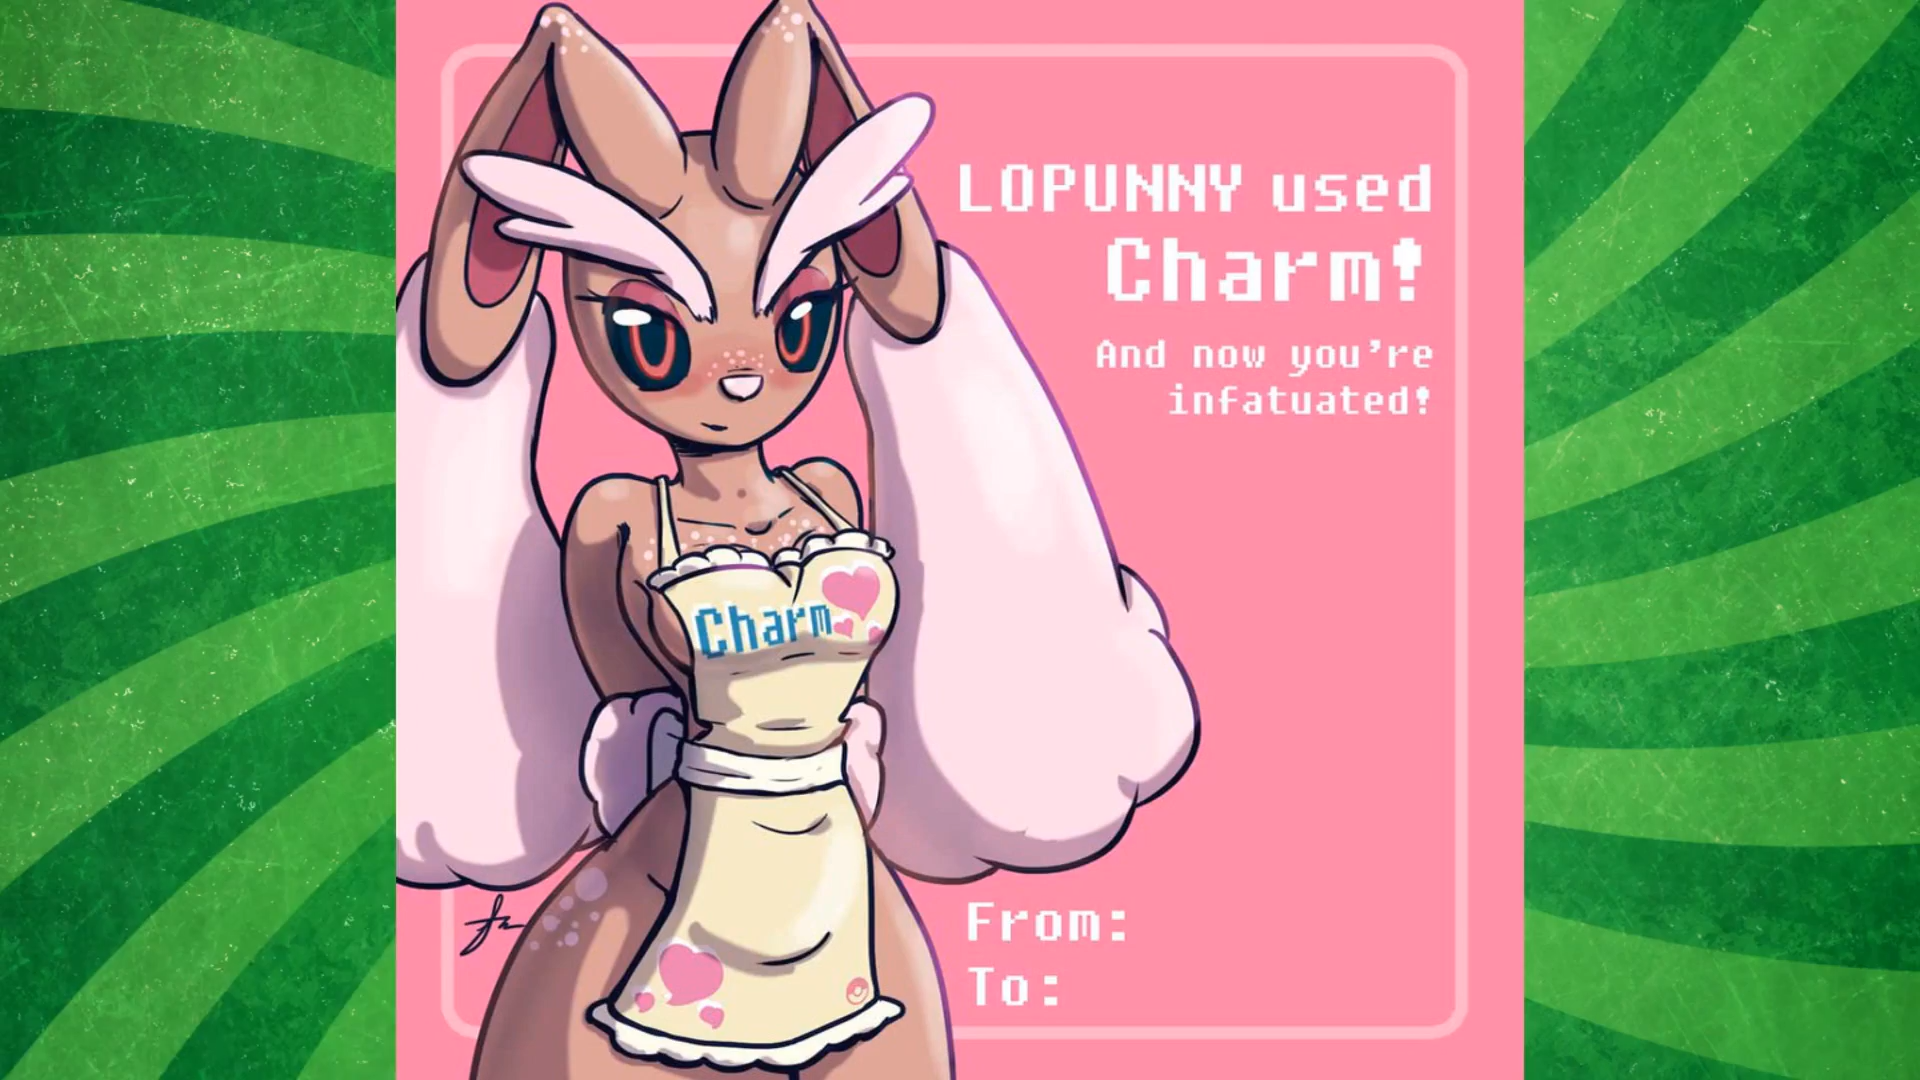 LOPUNNY used
Charm!
And now you're
infatuated!
Charm
From:
To: